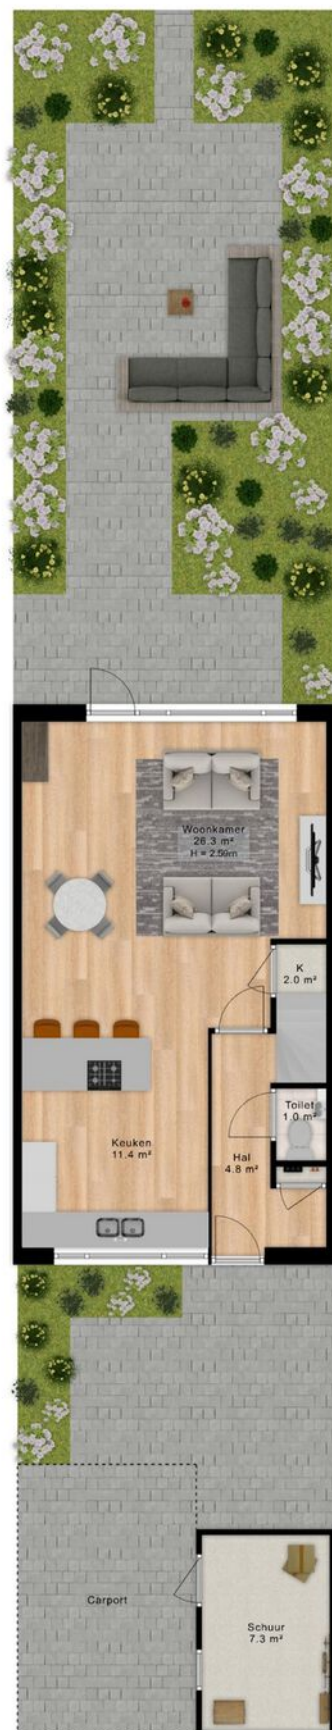 Woonkamer
26.3 m²
H = 2.59m
K
2.0 m²
Toilet
1.0 m²
Hal
4.8 m²
Keuken
11.4 m²
Carport
Schuur
7.3 m²